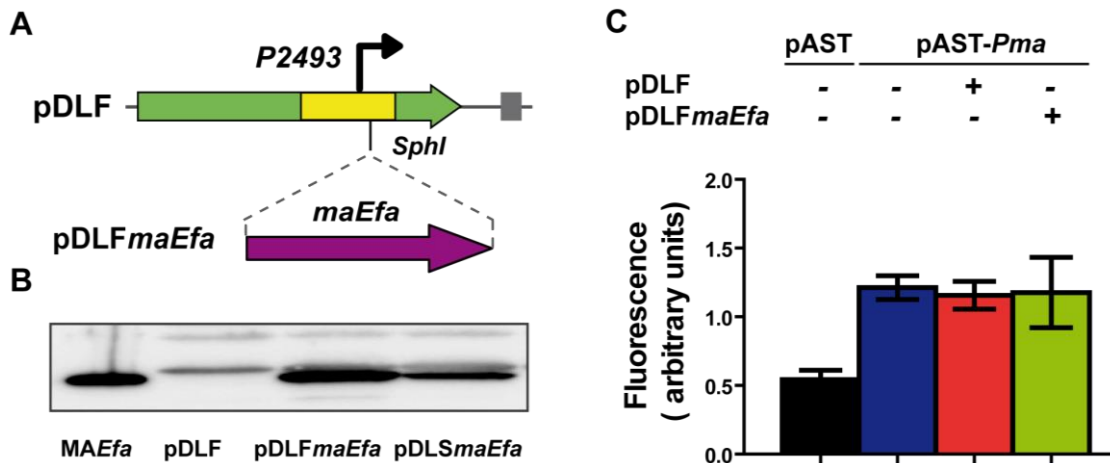 A
P2493
pDLF
SphI
maEfa
pDLFmaEfa
B
MAEfa pDLF pDLFmaEfa pDLSmaEfa
C
pAST pAST-Pma
pDLF - - + -
pDLFmaEfa - - - +
2.0
1.5
1.0
0.5
0.0
Fluorescence
( arbitrary units)